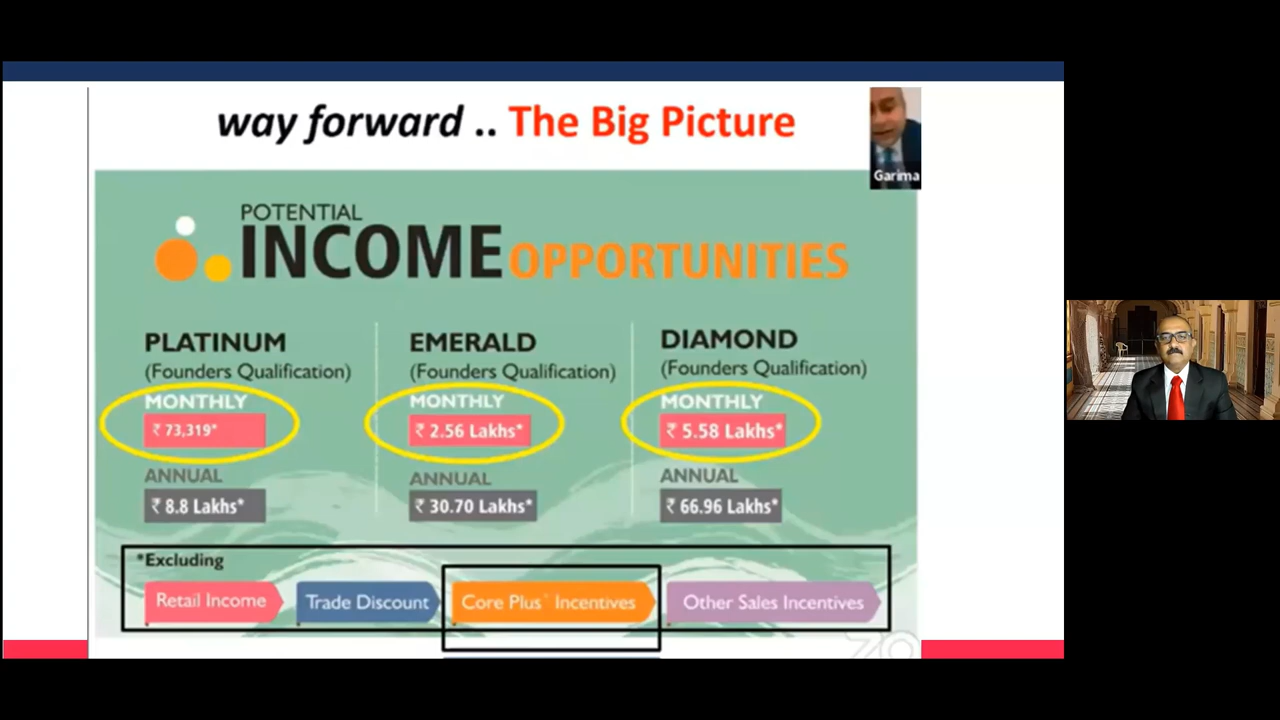 way forward .. The Big Picture
Garima
POTENTIAL
INCOME OPPORTUNITIES
PLATINUM
(Founders Qualification)
MONTHLY
₹ 73,319*
ANNUAL
₹ 8.8 Lakhs*
EMERALD
(Founders Qualification)
MONTHLY
₹ 2.56 Lakhs*
ANNUAL
₹ 30.70 Lakhs*
DIAMOND
(Founders Qualification)
MONTHLY
₹ 5.58 Lakhs*
ANNUAL
₹ 66.96 Lakhs*
*Excluding
Retail Income
Trade Discount
Core Plus+ Incentives
Other Sales Incentives